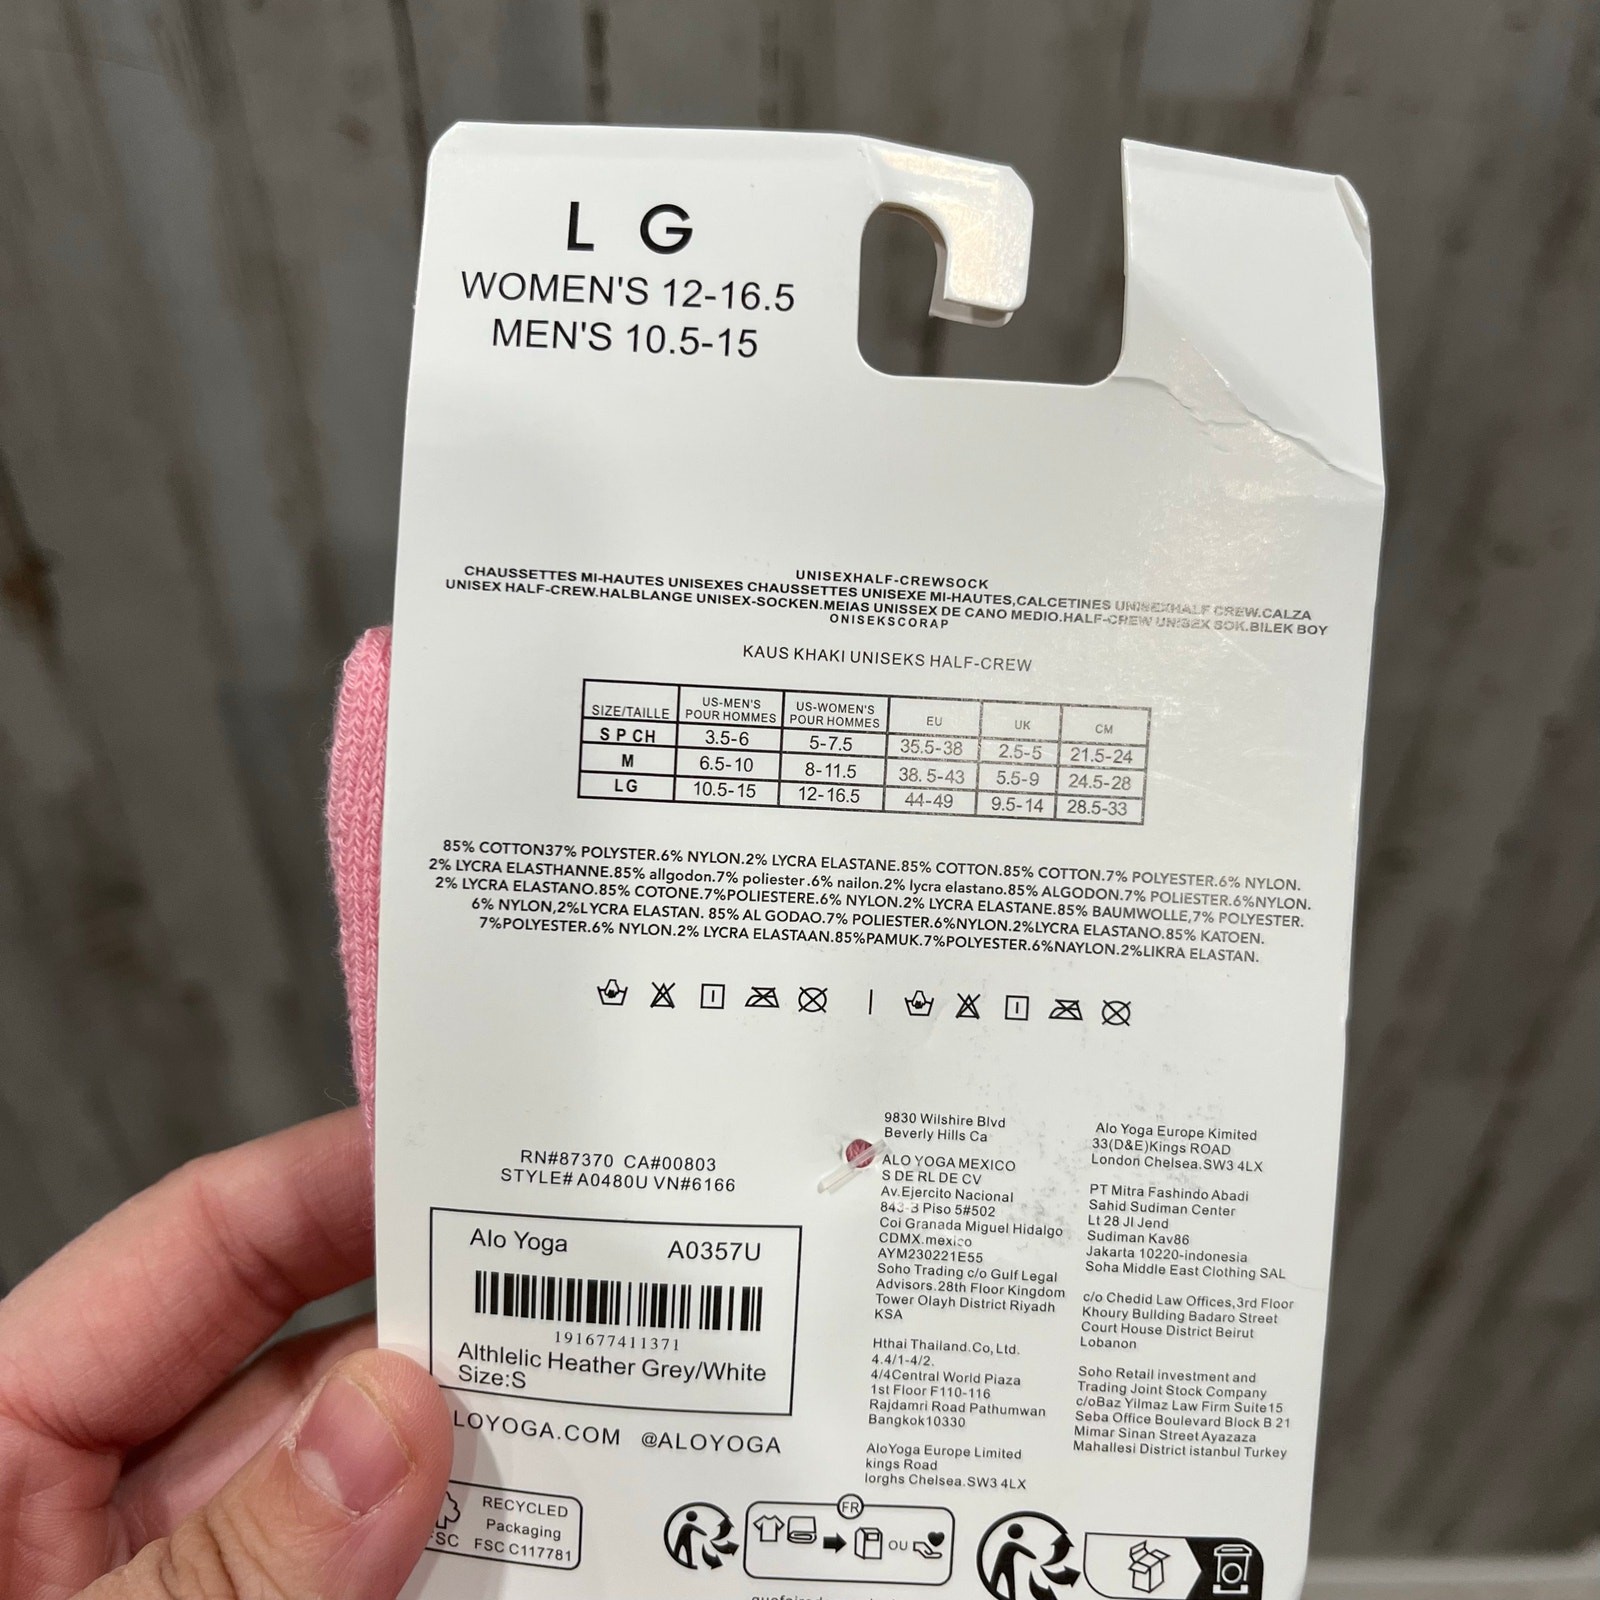 L G
WOMEN'S 12-16.5
MEN'S 10.5-15
UNISEXHALF-CREWSOCK
CHAUSSETTES MI-HAUTES UNISEXES CHAUSSETTES UNISEXE MI-HAUTES,CALCETINES UNISEXHALF CREW.CALZA
UNISEX HALF-CREW.HALBLANGE UNISEX-SOCKEN.MEIAS UNISSEX DE CANO MEDIO.HALF-CREW UNISEX SOK.BILEK BOY
ONISEKSCORAP
KAUS KHAKI UNISEKS HALF-CREW
SIZE/TAILLE US-MEN'S POUR HOMMES US-WOMEN'S POUR HOMMES EU UK CM
S P CH 3.5-6 5-7.5 35.5-38 2.5-5 21.5-24
M 6.5-10 8-11.5 38.5-43 5.5-9 24.5-28
LG 10.5-15 12-16.5 44-49 9.5-14 28.5-33
85% COTTON37% POLYSTER.6% NYLON.2% LYCRA ELASTANE.85% COTTON.85% COTTON.7% POLYESTER.6% NYLON.
2% LYCRA ELASTHANNE.85% allgodon.7% poliester.6% nailon.2% lycra elastano.85% ALGODON.7% POLIESTER.6%NYLON.
2% LYCRA ELASTANO.85% COTONE.7%POLIESTERE.6% NYLON.2% LYCRA ELASTANE.85% BAUMWOLLE,7% POLYESTER.
6% NYLON,2%LYCRA ELASTAN. 85% AL GODAO.7% POLIESTER.6%NYLON.2%LYCRA ELASTANO.85% KATOEN.
7%POLYESTER.6% NYLON.2% LYCRA ELASTAAN.85%PAMUK.7%POLYESTER.6%NAYLON.2%LIKRA ELASTAN.
RN#87370 CA#00803
STYLE# A0480U VN#6166
Alo Yoga A0357U
191677411371
Althlelic Heather Grey/White
Size:S
LOYOGA.COM @ALOYOGA
RECYCLED
Packaging
FSC C117781
9830 Wilshire Blvd
Beverly Hills Ca
ALO YOGA MEXICO
S DE RL DE CV
Av.Ejercito Nacional
843-3 Piso 5#502
Coi Granada Miguel Hidalgo
CDMX.mexico
AYM230221E55
Soho Trading c/o Gulf Legal
Advisors.28th Floor Kingdom
Tower Olayh District Riyadh
KSA
Hthai Thailand.Co,Ltd.
4.4/1-4/2.
4/4Central World Piaza
1st Floor F110-116
Rajdamri Road Pathumwan
Bangkok10330
AloYoga Europe Limited
kings Road
lorghs Chelsea.SW3 4LX
Alo Yoga Europe Kimited
33(D&E)Kings ROAD
London Chelsea.SW3 4LX
PT Mitra Fashindo Abadi
Sahid Sudiman Center
Lt 28 Jl Jend
Sudiman Kav86
Jakarta 10220-indonesia
Soha Middle East Clothing SAL
c/o Chedid Law Offices,3rd Floor
Khoury Building Badaro Street
Court House District Beirut
Lobanon
Soho Retail investment and
Trading Joint Stock Company
c/oBaz Yilmaz Law Firm Suite15
Seba Office Boulevard Block B 21
Mimar Sinan Street Ayazaza
Mahallesi District istanbul Turkey
FR
OU